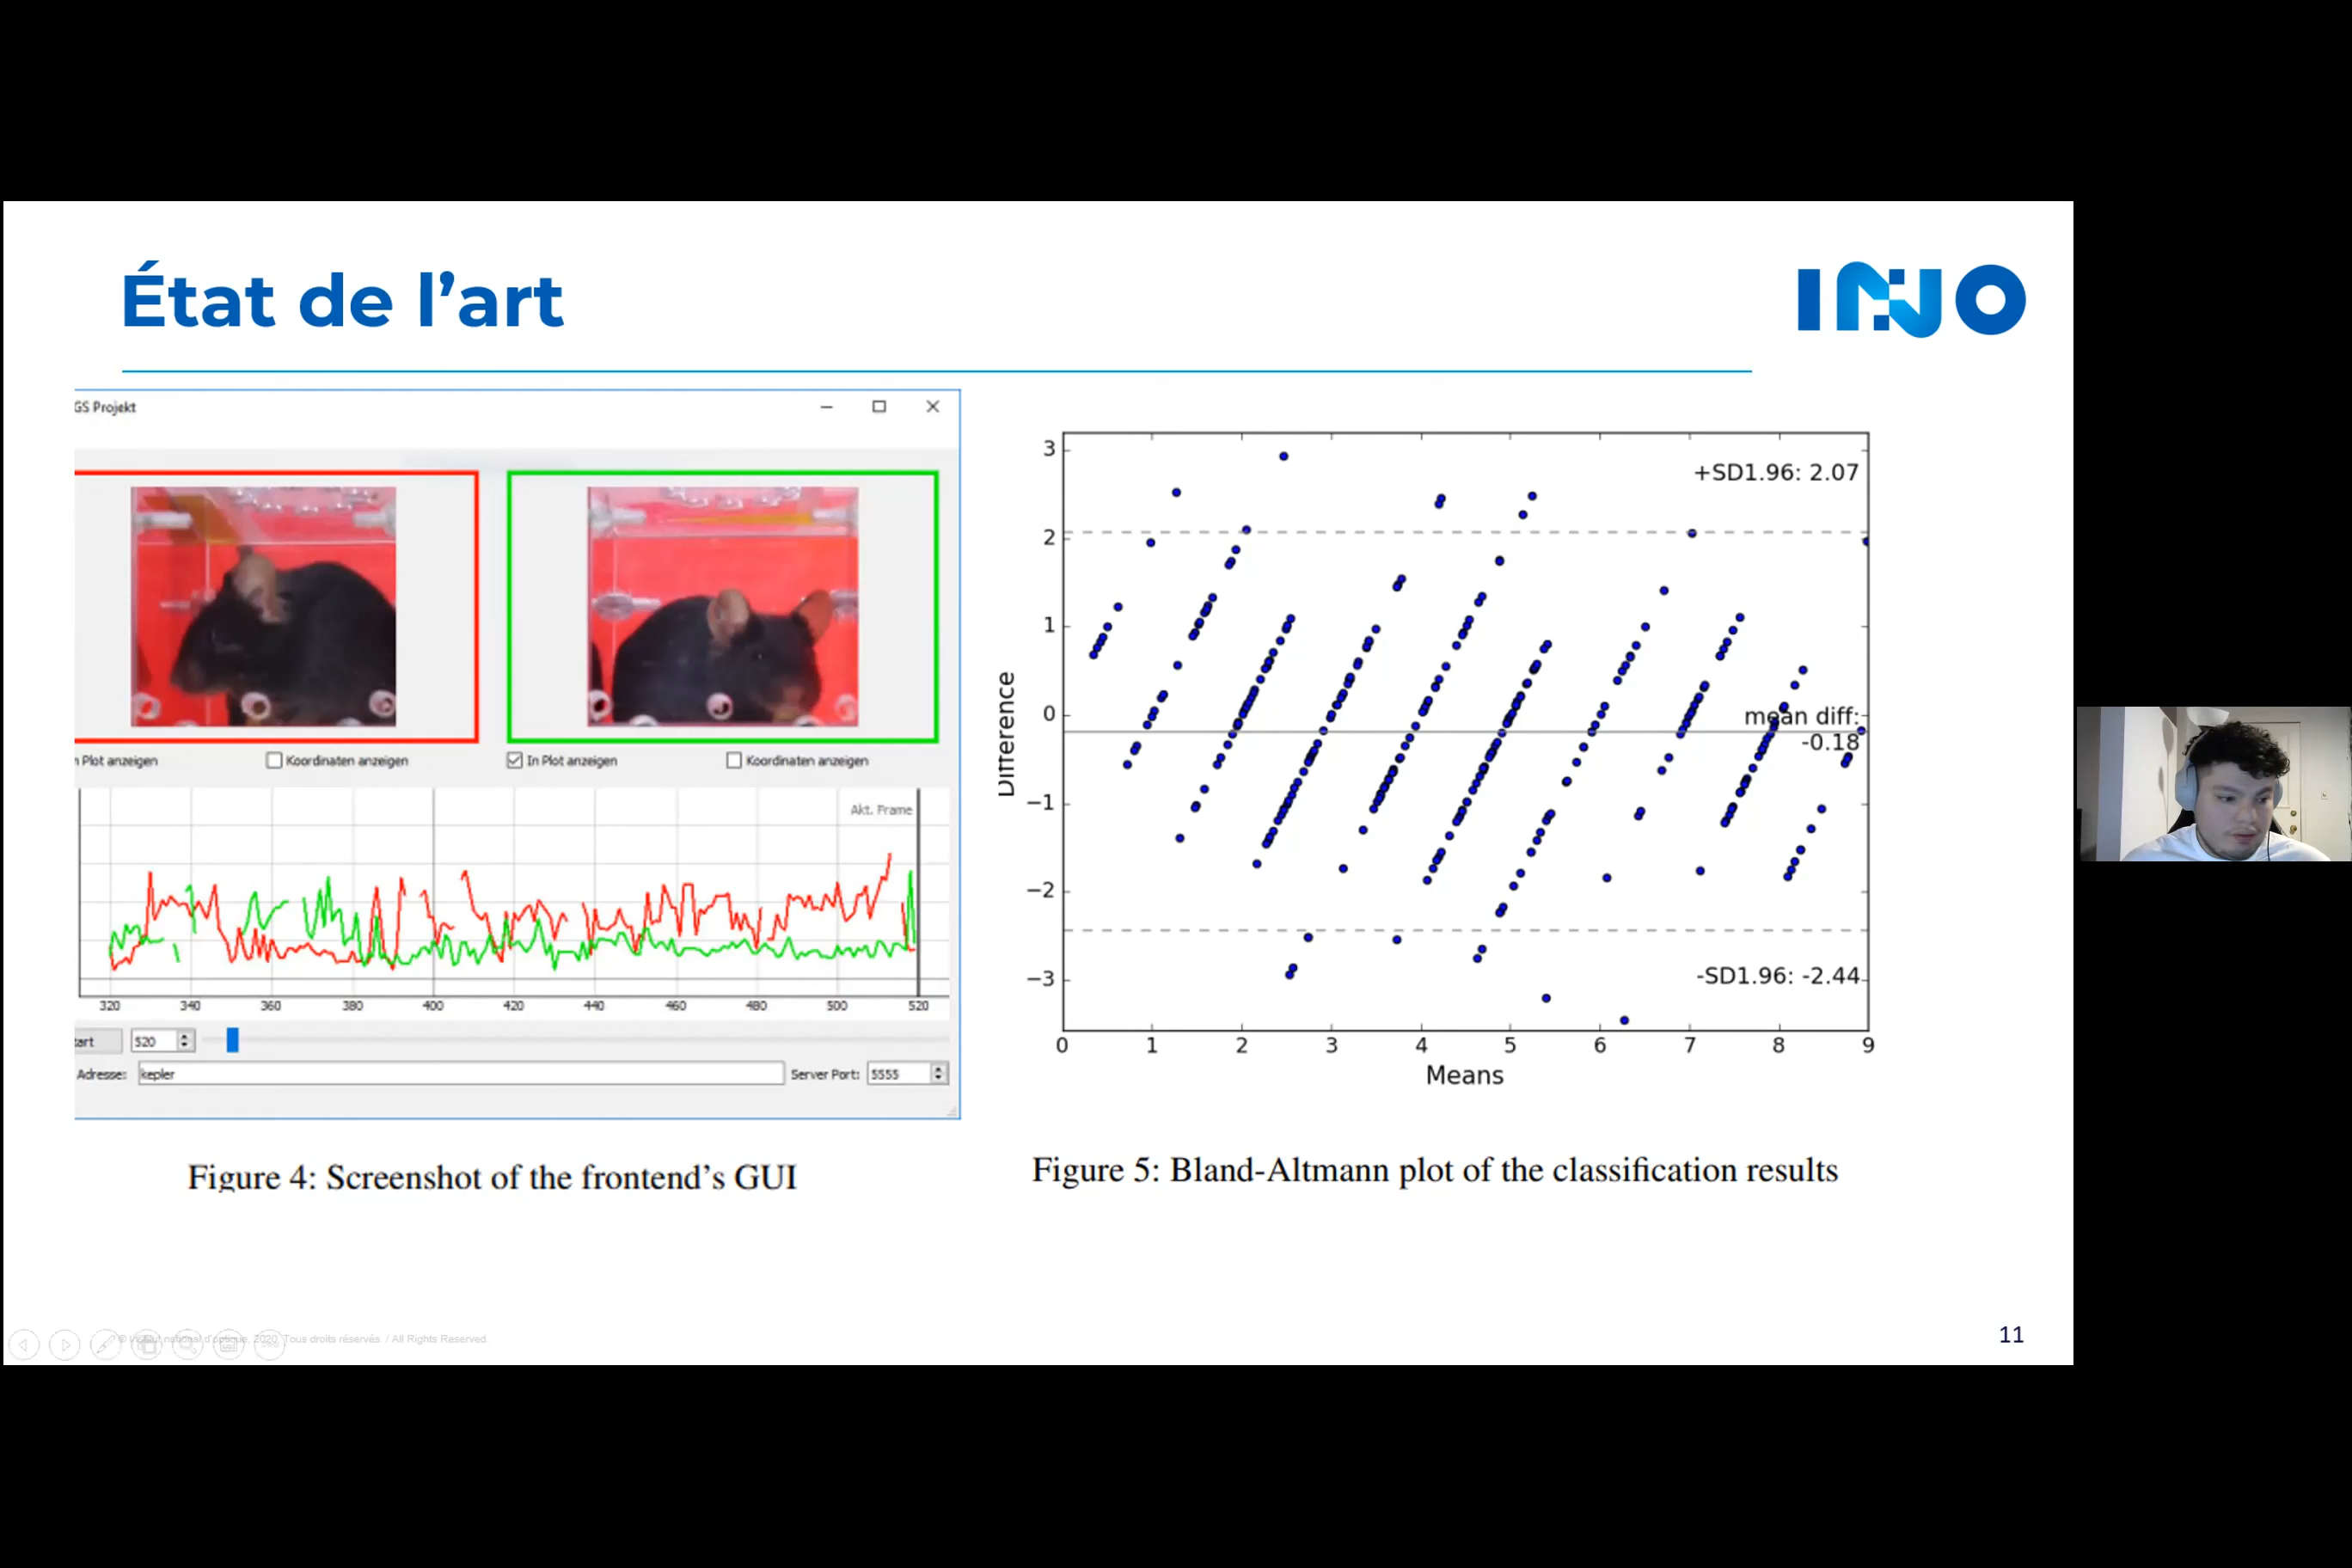 État de l’art
INO
GS Projekt
Plot anzeigen
Koordinaten anzeigen
In Plot anzeigen
Koordinaten anzeigen
Akt. Frame
320 340 360 380 400 420 440 460 480 500 520
520
Adresse: kepler Server Port: 5555
Figure 4: Screenshot of the frontend’s GUI
Difference
3
2
1
0
−1
−2
−3
+SD1.96: 2.07
mean diff:
-0.18
-SD1.96: -2.44
0 1 2 3 4 5 6 7 8 9
Means
Figure 5: Bland-Altmann plot of the classification results
© Institut national d'optique, 2020. Tous droits réservés. / All Rights Reserved
11